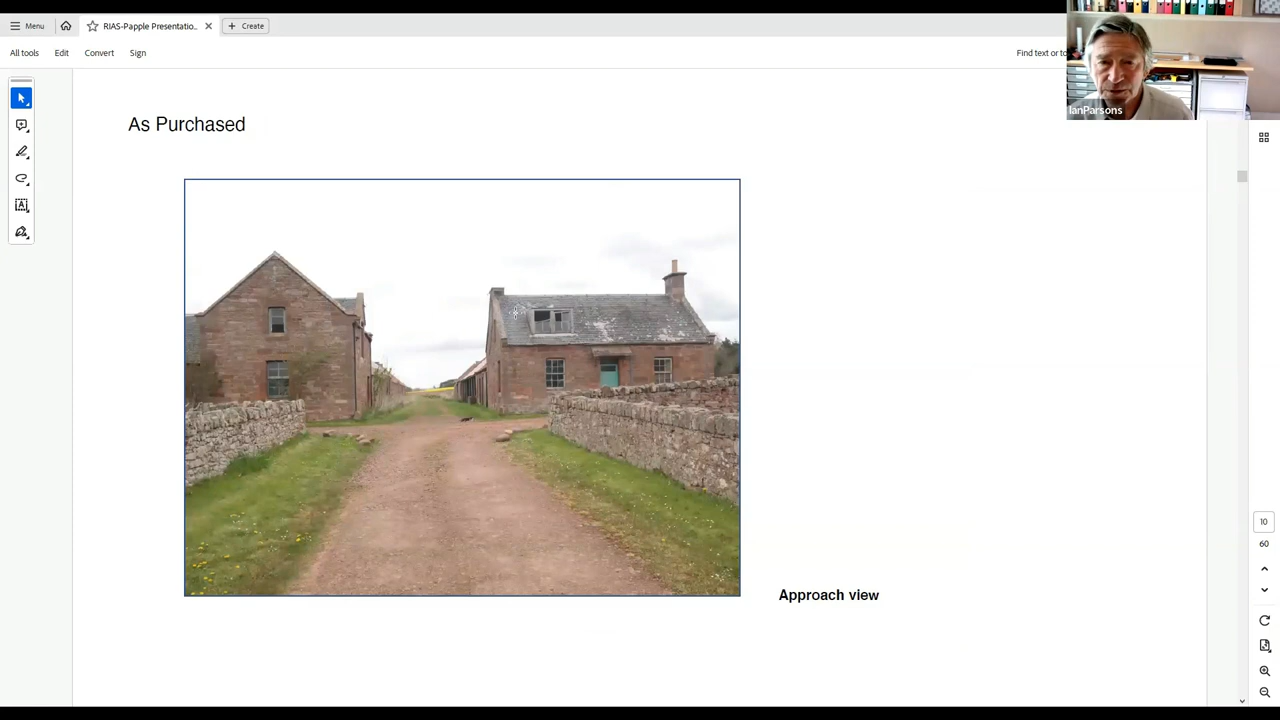 Menu
RIAS-Papple Presentatio..
Create
All tools
Edit
Convert
Sign
Find text or to
IanParsons
As Purchased
Approach view
10
60